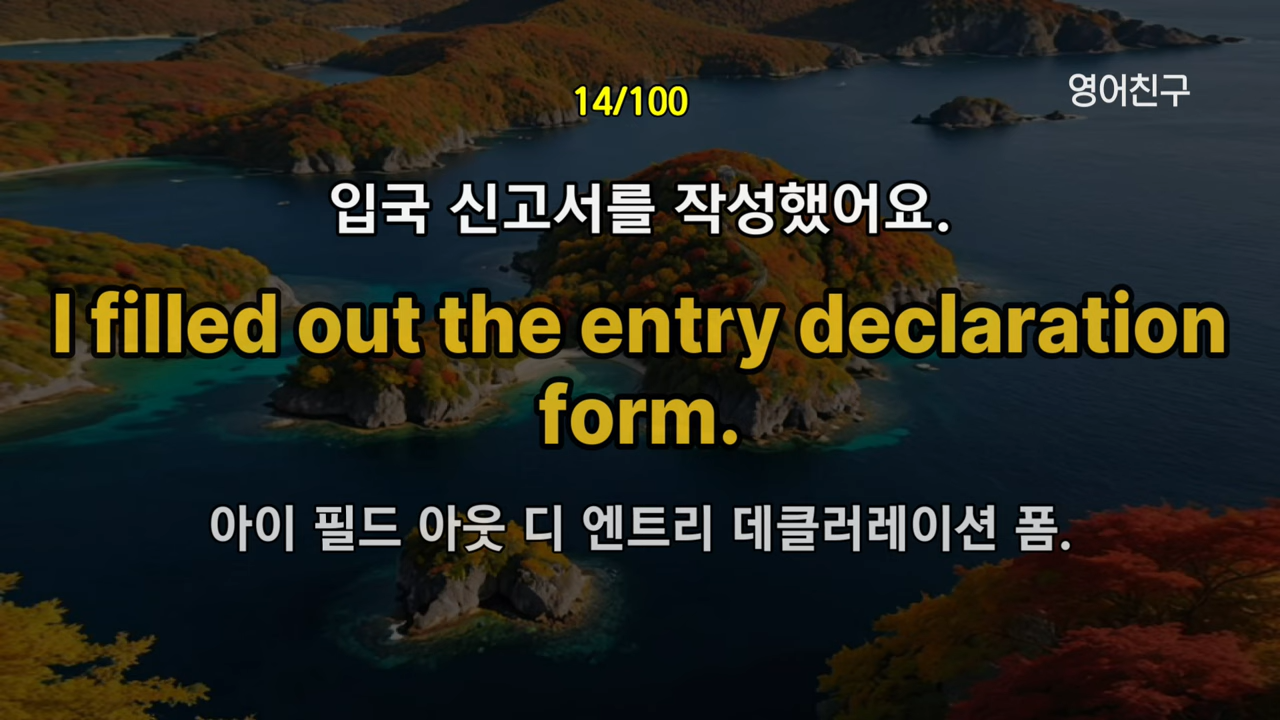 14/100
영어친구
입국 신고서를 작성했어요.
I filled out the entry declaration
form.
아이 필드 아웃 디 엔트리 데클러레이션 폼.